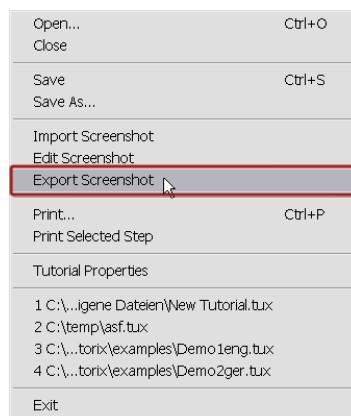 Open... Ctrl+O
Close
Save Ctrl+S
Save As...
Import Screenshot
Edit Screenshot
Export Screenshot
Print... Ctrl+P
Print Selected Step
Tutorial Properties
1 C:\...igene Dateien\New Tutorial.tux
2 C:\temp\asf.tux
3 C:\...torix\examples\Demo1eng.tux
4 C:\...torix\examples\Demo2ger.tux
Exit